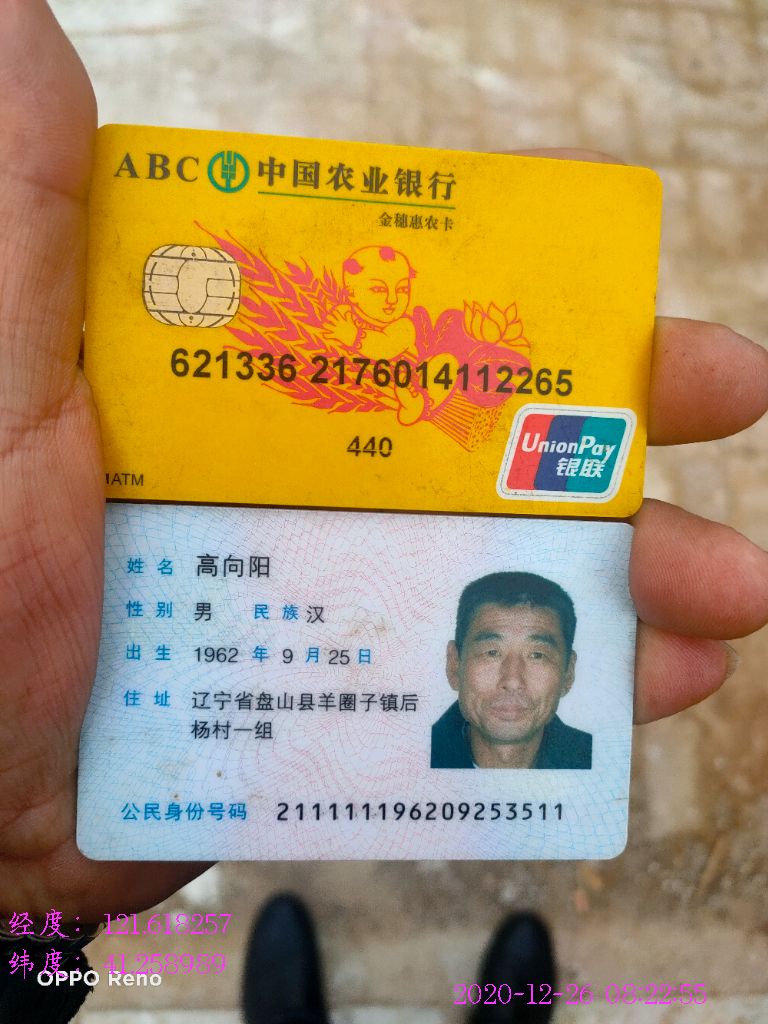 ABC 中国农业银行
金穗惠农卡
621336 2176014112265
440
ATM
UnionPay
银联
姓名 高向阳
性别 男 民族 汉
出生 1962 年 9 月 25 日
住址 辽宁省盘山县羊圈子镇后
杨村一组
公民身份号码 211111196209253511
经度: 121.618257
纬度: 41.258989
OPPO Reno
2020-12-26 08:22:55